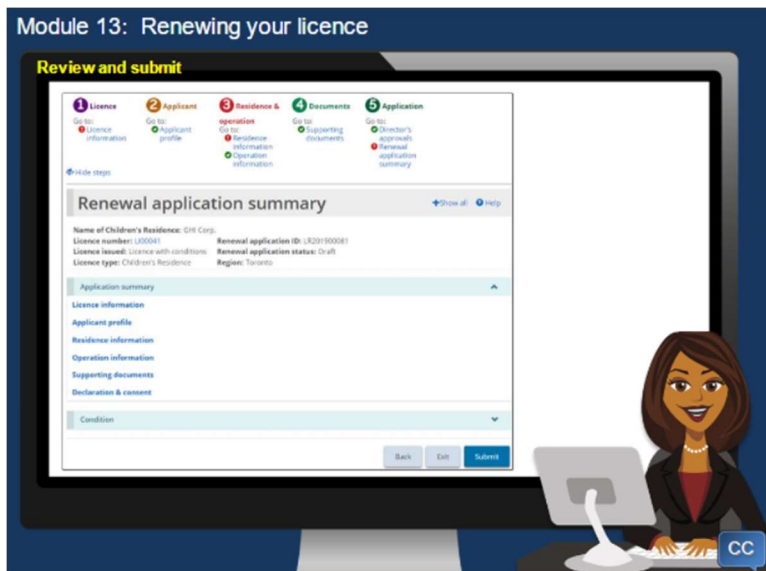 Module 13: Renewing your licence
Review and submit
1 Licence
Go to:
Licence
information
2 Applicant
Go to:
Applicant
profile
3 Residence &
operation
Go to:
Residence
information
Operation
information
4 Documents
Go to:
Supporting
documents
5 Application
Go to:
Director's
approvals
Renewal
application
summary
Hide steps
Renewal application summary
Show all Help
Name of Children's Residence: GHI Corp.
Licence number: LI00041 Renewal application ID: LR201900081
Licence issued: Licence with conditions Renewal application status: Draft
Licence type: Children's Residence Region: Toronto
Application summary
Licence information
Applicant profile
Residence information
Operation information
Supporting documents
Declaration & consent
Condition
Back Exit Submit
CC